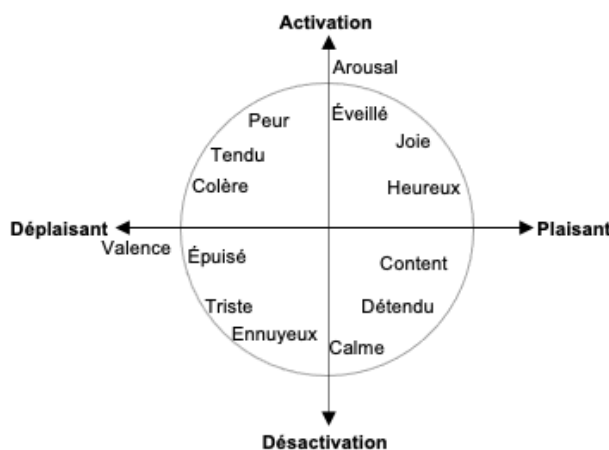 Activation
Arousal
Éveillé
Peur
Joie
Tendu
Colère
Heureux
Déplaisant
Plaisant
Valence
Épuisé
Content
Triste
Détendu
Ennuyeux
Calme
Désactivation